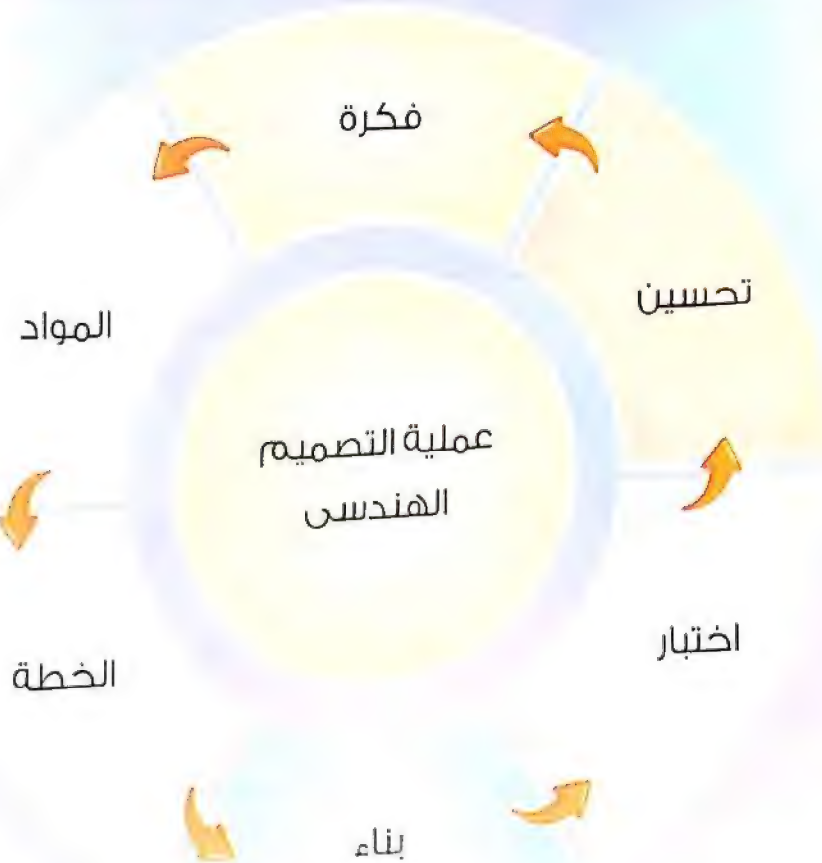 فكرة
تحسين
المواد
عملية التصميم
الهندسى
اختبار
الخطة
بناء